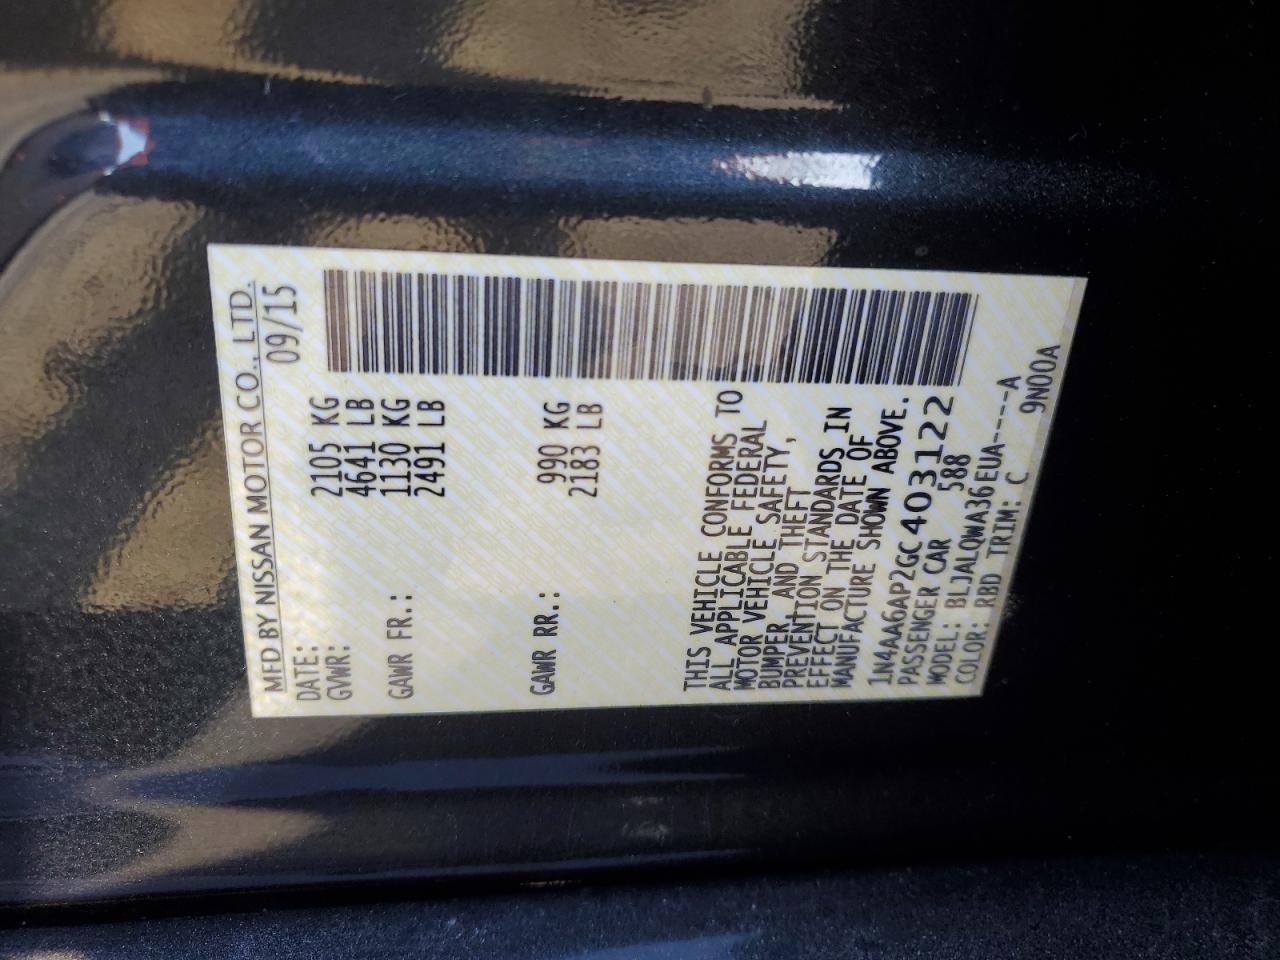 MFD BY NISSAN MOTOR CO., LTD.
DATE: 09/15
GVWR: 2105 KG
4641 LB
GAWR FR.: 1130 KG
2491 LB
GAWR RR.: 990 KG
2183 LB
THIS VEHICLE CONFORMS TO
ALL APPLICABLE FEDERAL
MOTOR VEHICLE SAFETY,
BUMPER, AND THEFT
PREVENTION STANDARDS IN
EFFECT ON THE DATE OF
MANUFACTURE SHOWN ABOVE.
1N4AA6AP2GC403122
PASSENGER CAR 588
MODEL: BLJALQWA36EUA----A
COLOR: RBD TRIM: C 9N00A